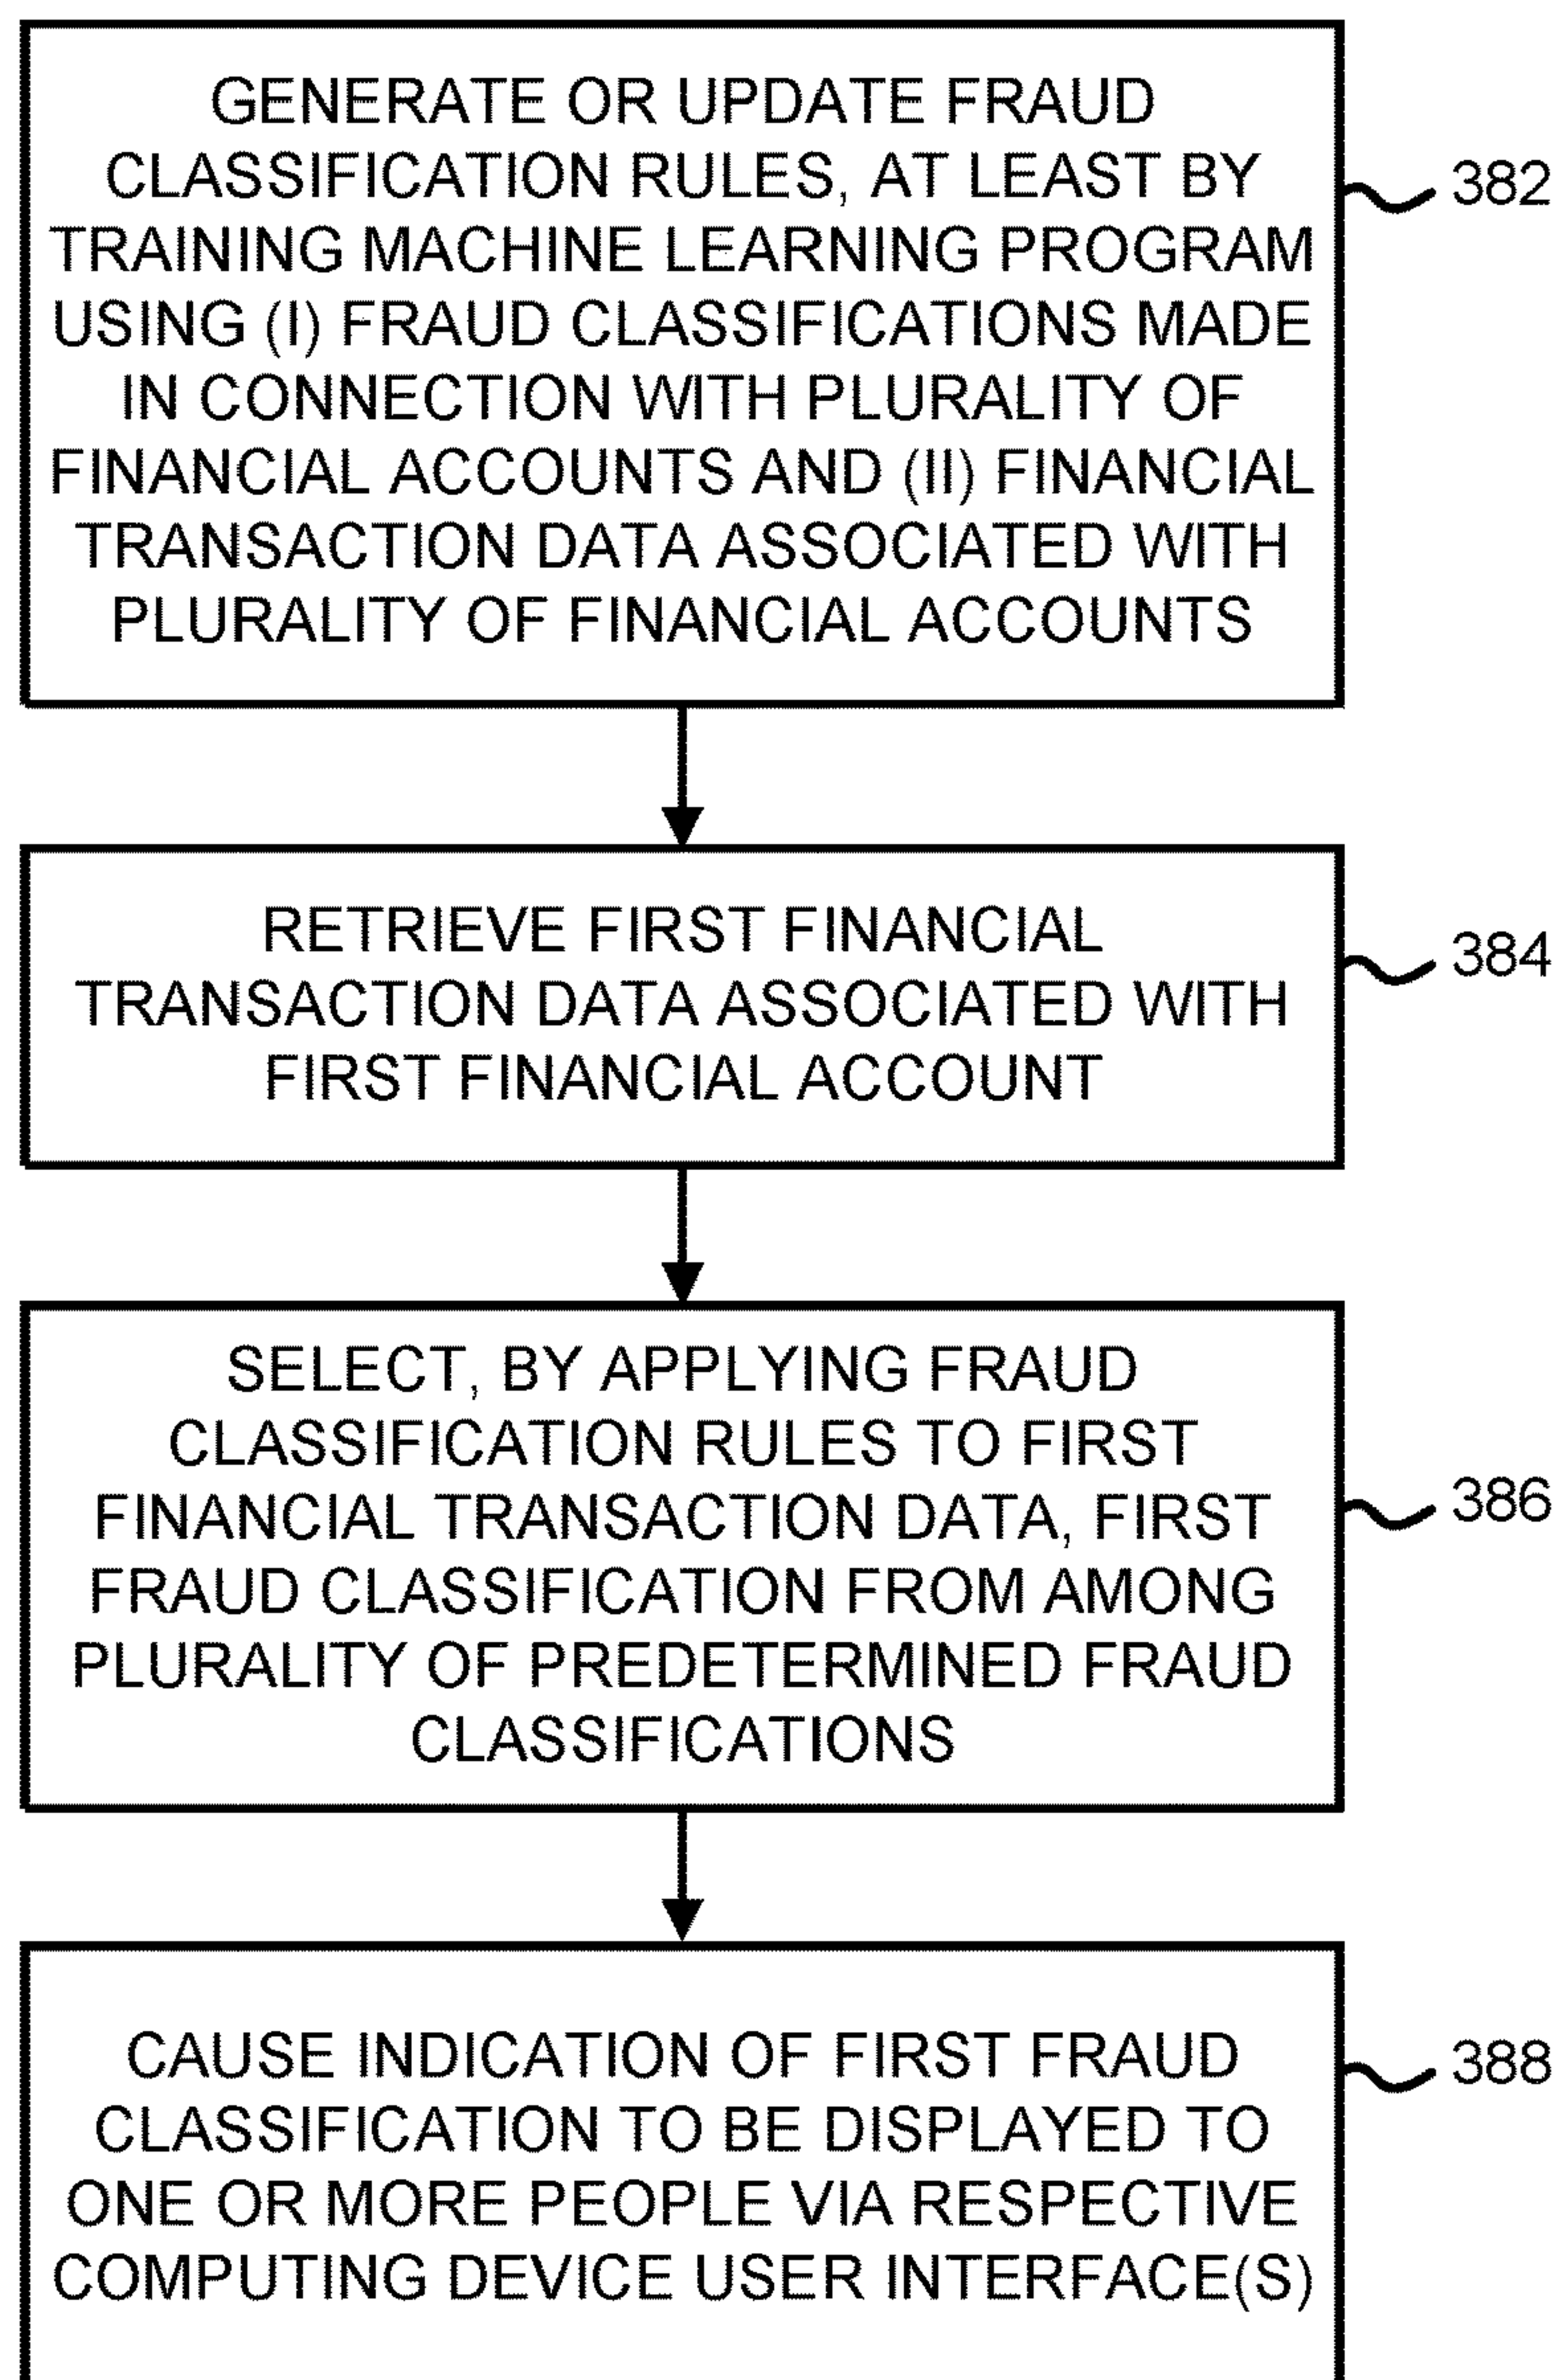 GENERATE OR UPDATE FRAUD
CLASSIFICATION RULES, AT LEAST BY
TRAINING MACHINE LEARNING PROGRAM
USING (I) FRAUD CLASSIFICATIONS MADE
IN CONNECTION WITH PLURALITY OF
FINANCIAL ACCOUNTS AND (II) FINANCIAL
TRANSACTION DATA ASSOCIATED WITH
PLURALITY OF FINANCIAL ACCOUNTS
382
RETRIEVE FIRST FINANCIAL
TRANSACTION DATA ASSOCIATED WITH
FIRST FINANCIAL ACCOUNT
384
SELECT, BY APPLYING FRAUD
CLASSIFICATION RULES TO FIRST
FINANCIAL TRANSACTION DATA, FIRST
FRAUD CLASSIFICATION FROM AMONG
PLURALITY OF PREDETERMINED FRAUD
CLASSIFICATIONS
386
CAUSE INDICATION OF FIRST FRAUD
CLASSIFICATION TO BE DISPLAYED TO
ONE OR MORE PEOPLE VIA RESPECTIVE
COMPUTING DEVICE USER INTERFACE(S)
388